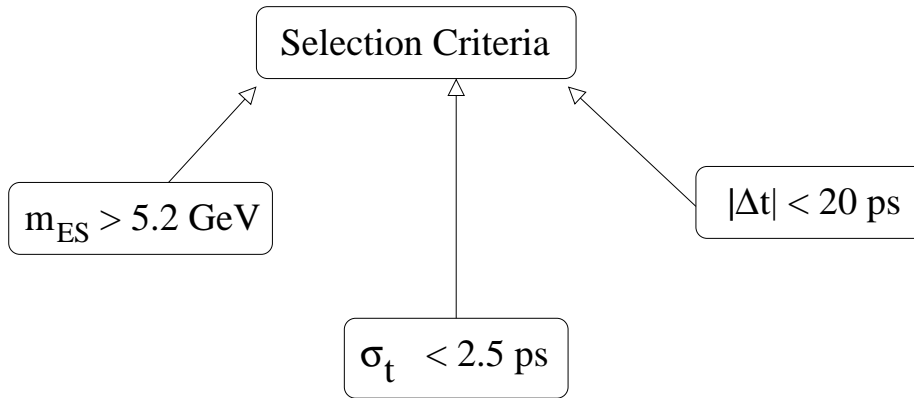 Selection Criteria
m_ES > 5.2 GeV
|Δt| < 20 ps
σ_t < 2.5 ps